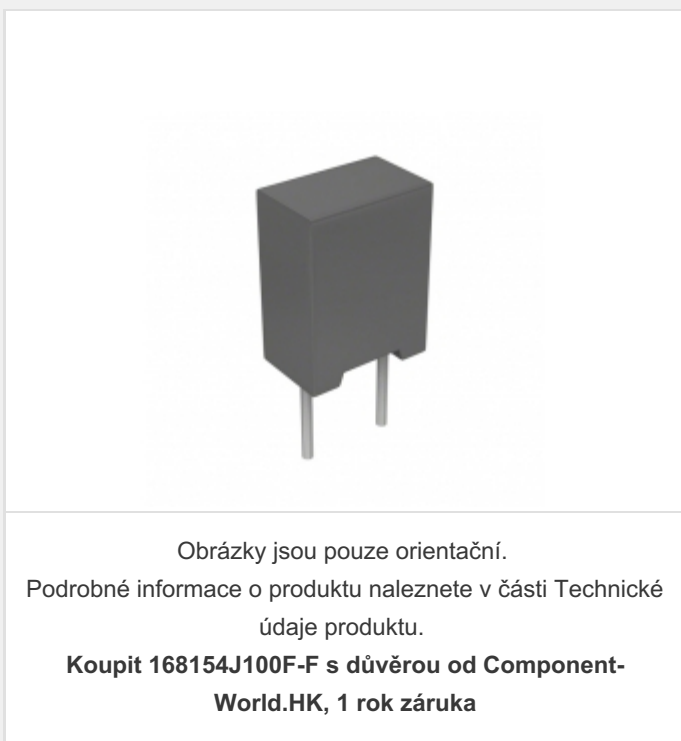 Obrázky jsou pouze orientační.
Podrobné informace o produktu naleznete v části Technické
údaje produktu.
Koupit 168154J100F-F s důvěrou od Component-
World.HK, 1 rok záruka